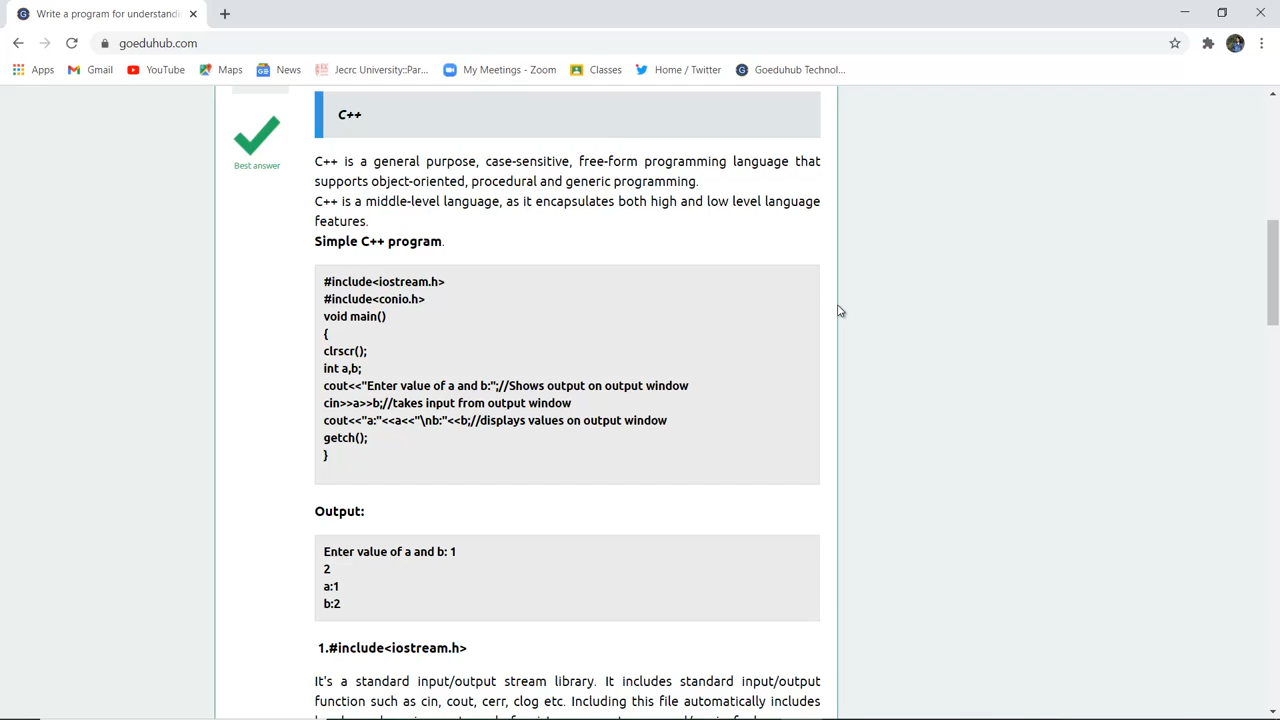 Write a program for understandi
goeduhub.com
Apps
Gmail
YouTube
Maps
News
Jecrc University::Par...
My Meetings - Zoom
Classes
Home / Twitter
Goeduhub Technol...
C++
Best answer
C++ is a general purpose, case-sensitive, free-form programming language that
supports object-oriented, procedural and generic programming.
C++ is a middle-level language, as it encapsulates both high and low level language
features.
Simple C++ program.
#include<iostream.h>
#include<conio.h>
void main()
{
clrscr();
int a,b;
cout<<"Enter value of a and b:";//Shows output on output window
cin>>a>>b;//takes input from output window
cout<<"a:"<<a<<"\nb:"<<b;//displays values on output window
getch();
}
Output:
Enter value of a and b: 1
2
a:1
b:2
1.#include<iostream.h>
It's a standard input/output stream library. It includes standard input/output
function such as cin, cout, cerr, clog etc. Including this file automatically includes